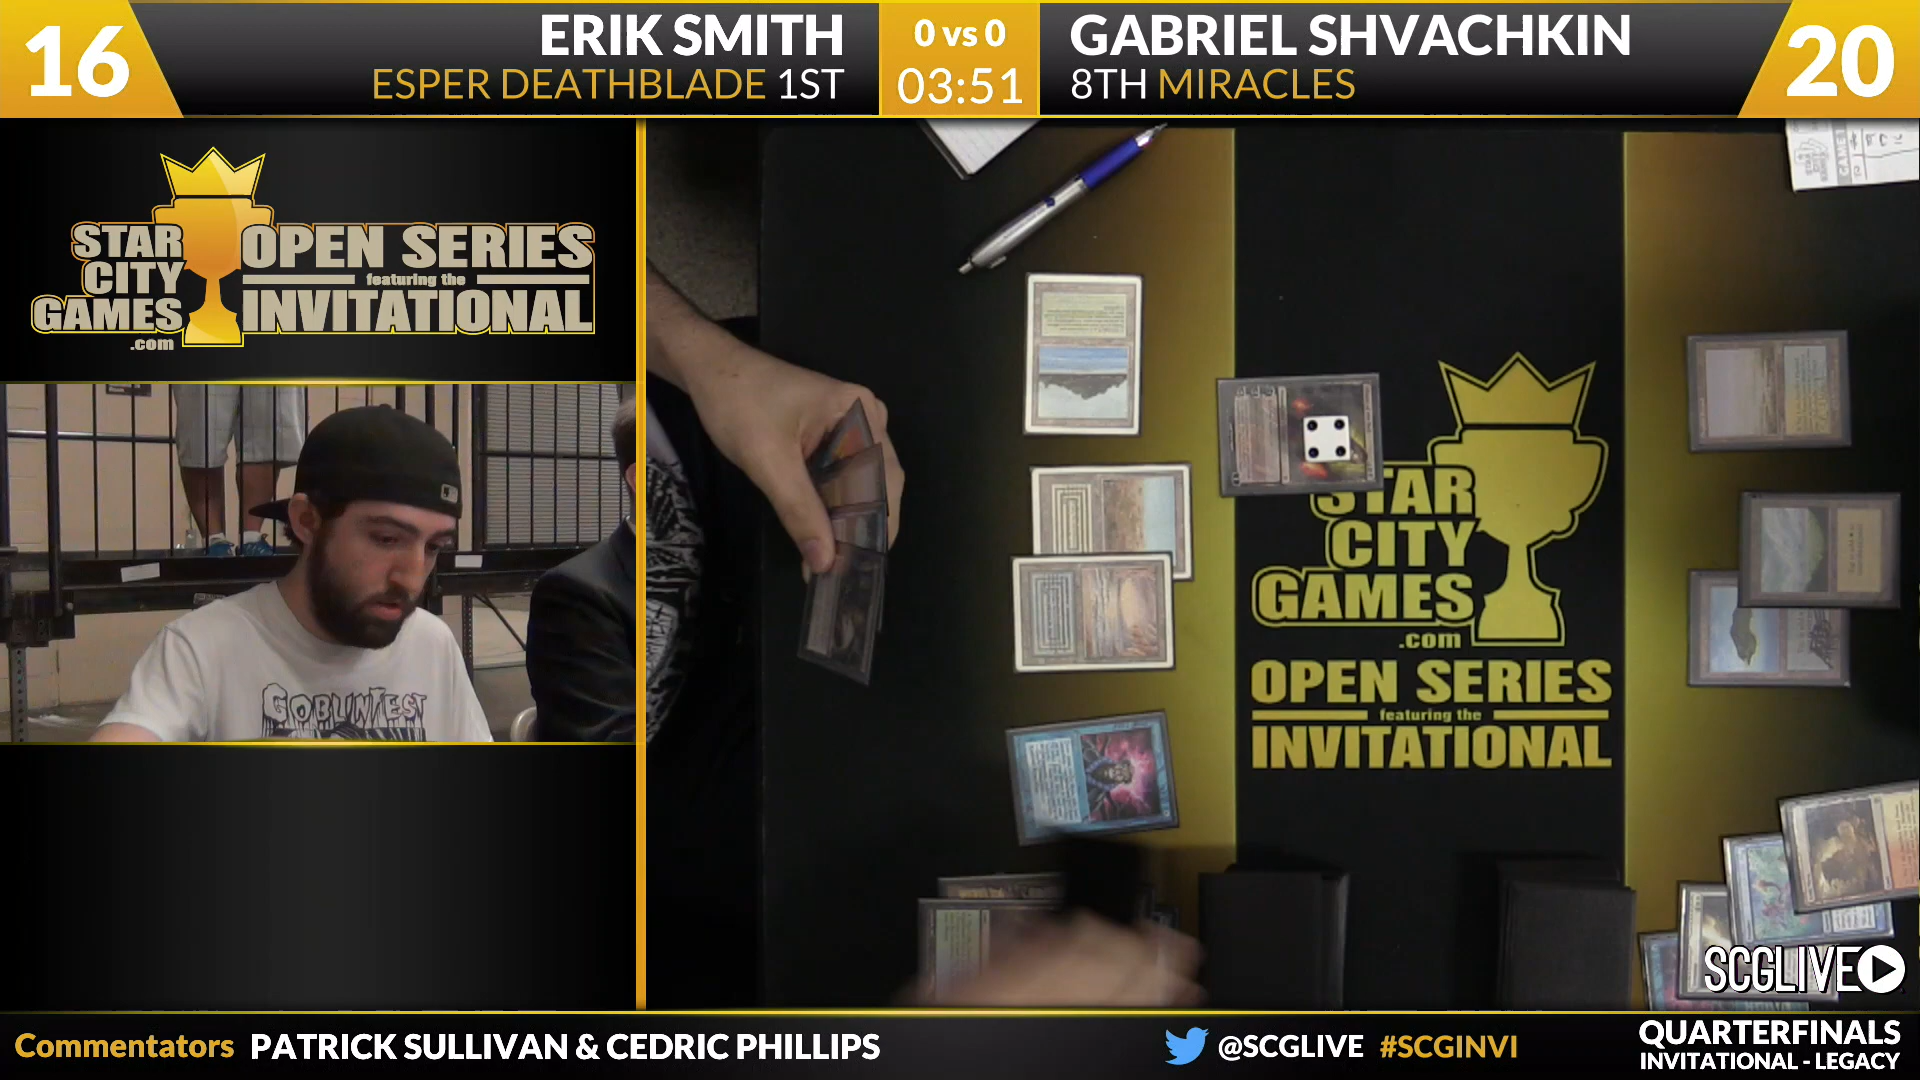 16
ERIK SMITH
ESPER DEATHBLADE 1ST
0 vs 0
03:51
GABRIEL SHVACHKIN
8TH MIRACLES
20
STAR
CITY
GAMES
.com
OPEN SERIES
featuring the
INVITATIONAL
GOBLINFEST
GAME
STAR
CITY
GAMES
.com
OPEN SERIES
featuring the
INVITATIONAL
SCGLIVE
Commentators PATRICK SULLIVAN & CEDRIC PHILLIPS
@SCGLIVE #SCGINVI
QUARTERFINALS
INVITATIONAL - LEGACY